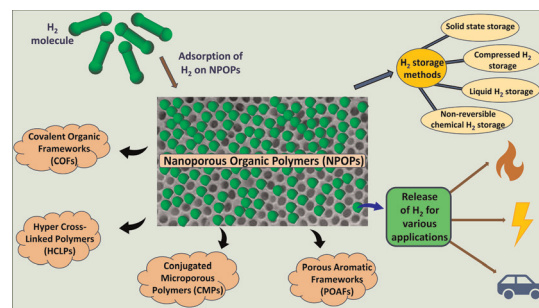 H2
molecule
Adsorption of
H2 on NPOPs
H2 storage
methods
Solid state
storage
Compressed H2
storage
Liquid H2 storage
Non-reversible
chemical H2 storage
Covalent Organic
Frameworks
(COFs)
Nanoporous Organic Polymers (NPOPs)
Hyper Cross-
Linked Polymers
(HCLPs)
Conjugated
Microporous
Polymers (CMPs)
Porous Aromatic
Frameworks
(POAFs)
Release
of H2 for
various
applications